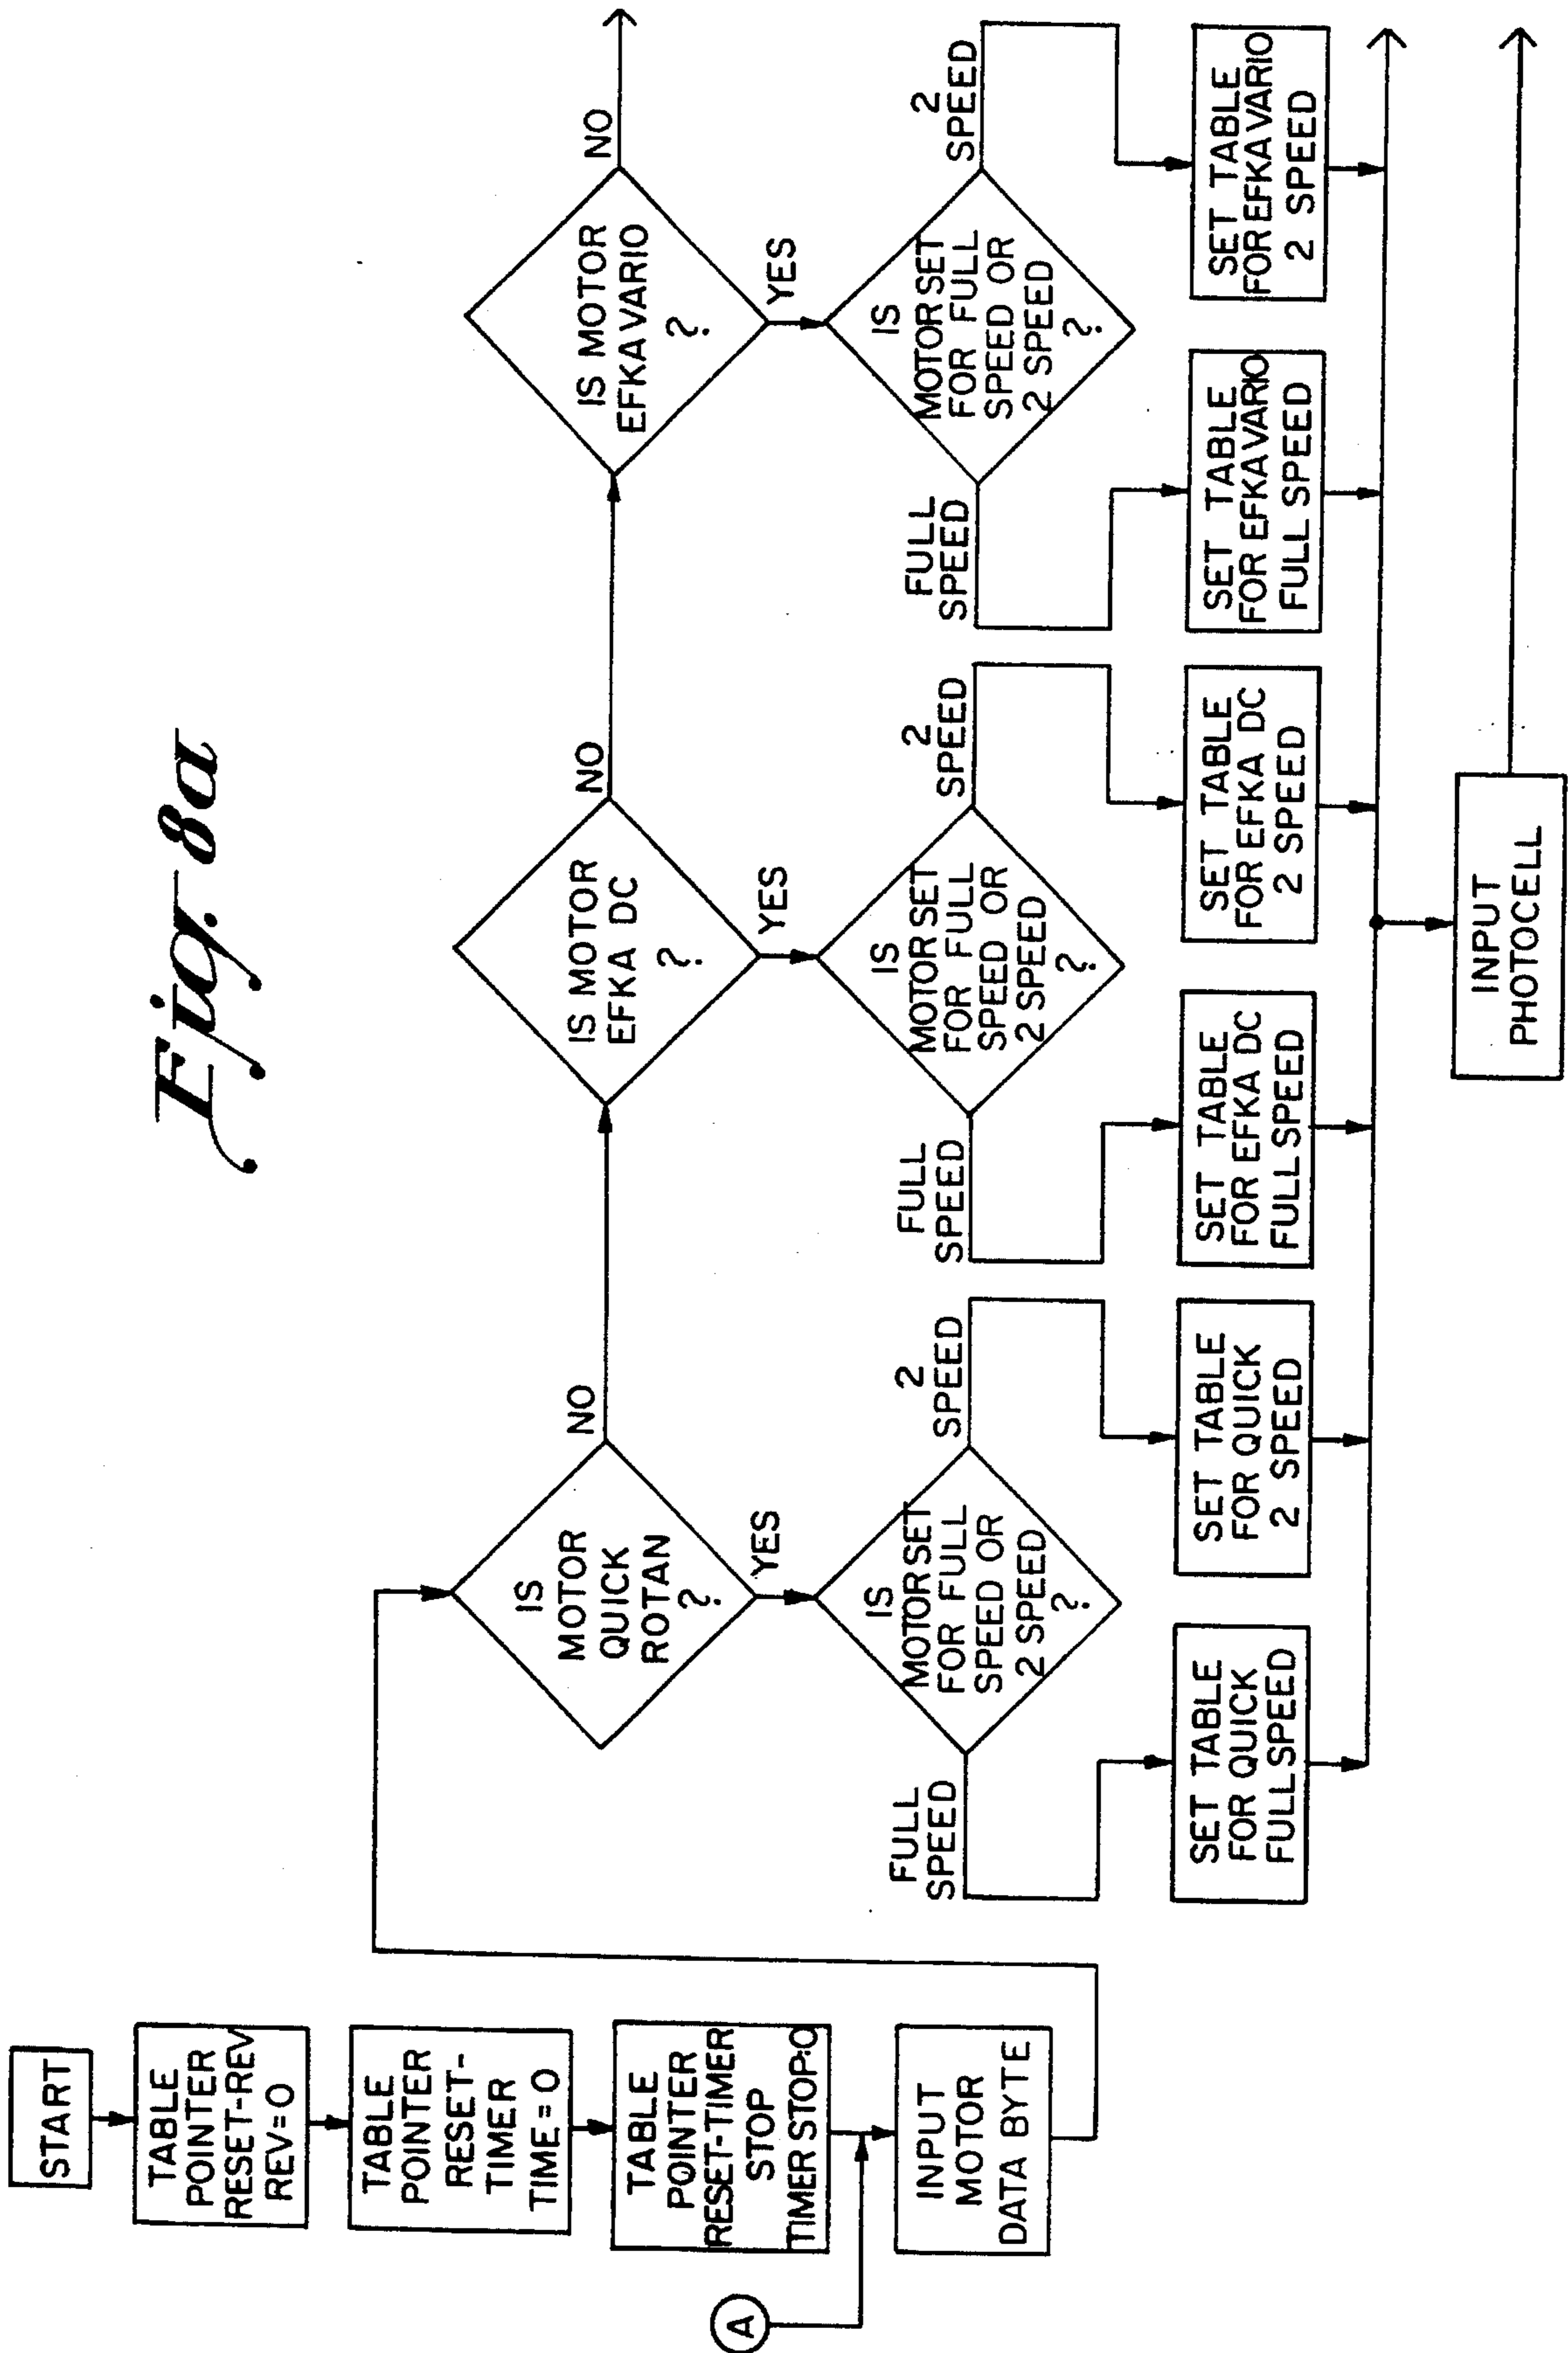 Fig. 8a
START
TABLE
POINTER
RESET-REV
REV=0
TABLE
POINTER
RESET-
TIMER
TIME=0
TABLE
POINTER
RESET-TIMER
STOP
TIMER STOP=0
A
INPUT
MOTOR
DATA BYTE
IS
MOTOR
QUICK
ROTAN
?
NO
YES
IS MOTOR
EFKA DC
?
NO
YES
IS MOTOR
EFKA VARIO
?
NO
YES
FULL
SPEED
IS
MOTOR SET
FOR FULL
SPEED OR
2 SPEED
?
2
SPEED
FULL
SPEED
IS
MOTOR SET
FOR FULL
SPEED OR
2 SPEED
?
2
SPEED
FULL
SPEED
IS
MOTOR SET
FOR FULL
SPEED OR
2 SPEED
?
2
SPEED
SET TABLE
FOR QUICK
FULL SPEED
SET TABLE
FOR QUICK
2 SPEED
SET TABLE
FOR EFKA DC
FULL SPEED
SET TABLE
FOR EFKA DC
2 SPEED
SET TABLE
FOR EFKA VARIO
FULL SPEED
SET TABLE
FOR EFKA VARIO
2 SPEED
INPUT
PHOTOCELL